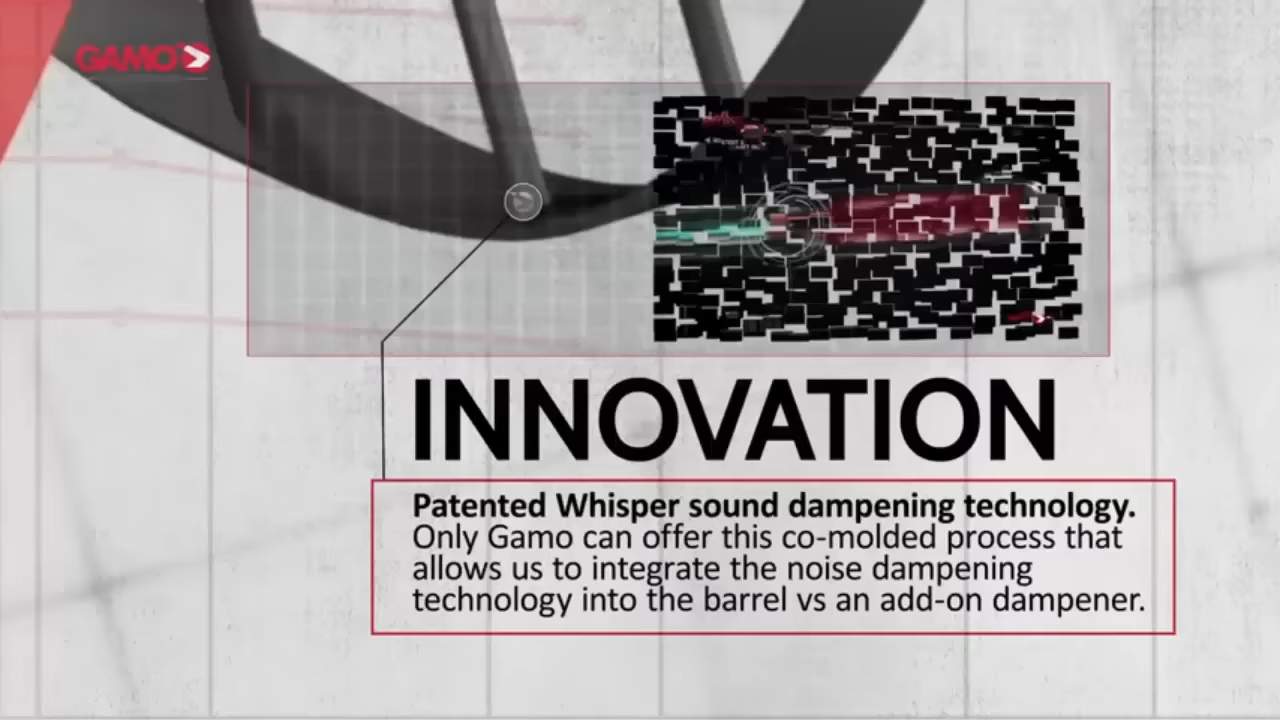 GAMO
INNOVATION
Patented Whisper sound dampening technology.
Only Gamo can offer this co-molded process that
allows us to integrate the noise dampening
technology into the barrel vs an add-on dampener.